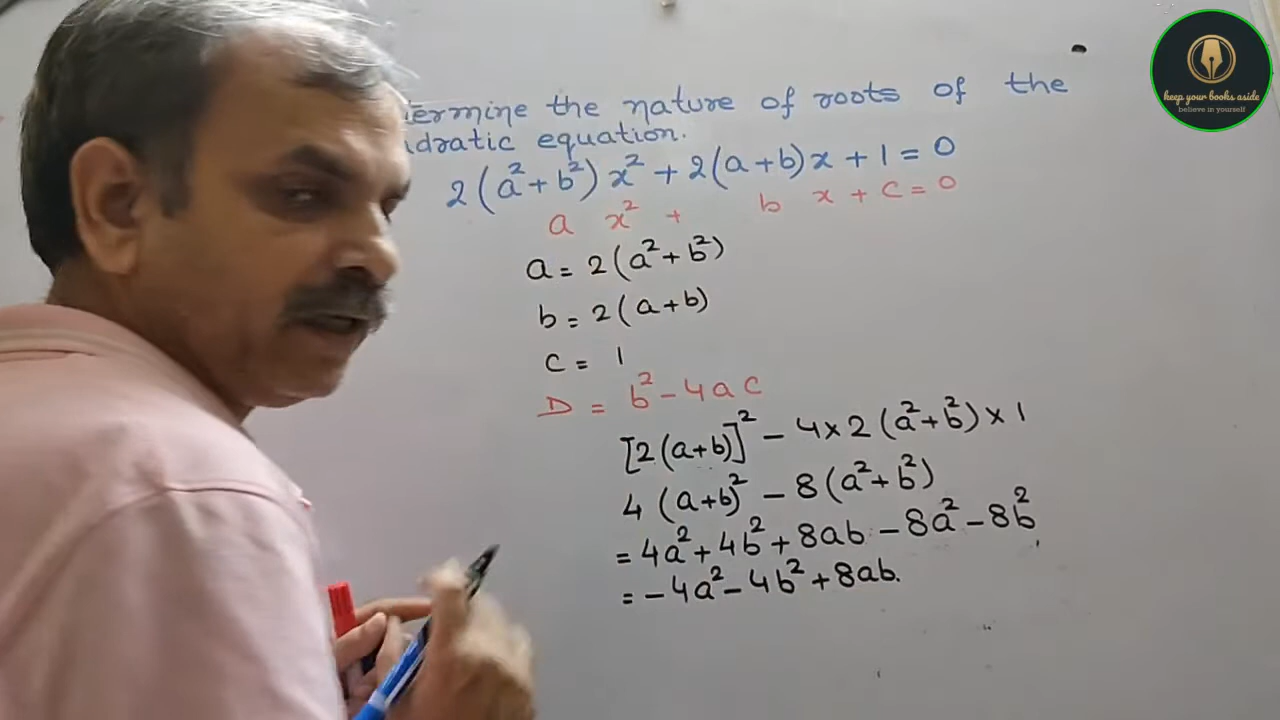 keep your books aside
believe in yourself
the nature of roots of the
equation.
2(a²+b²)x²+2(a+b)x+1=0
a x² + b x + c = 0
a = 2(a²+b²)
b = 2(a+b)
c = 1
D = b²-4ac
[2(a+b)]² - 4×2(a²+b²)×1
4(a+b)² - 8(a²+b²)
= 4a²+4b²+8ab-8a²-8b²
= -4a²-4b²+8ab.